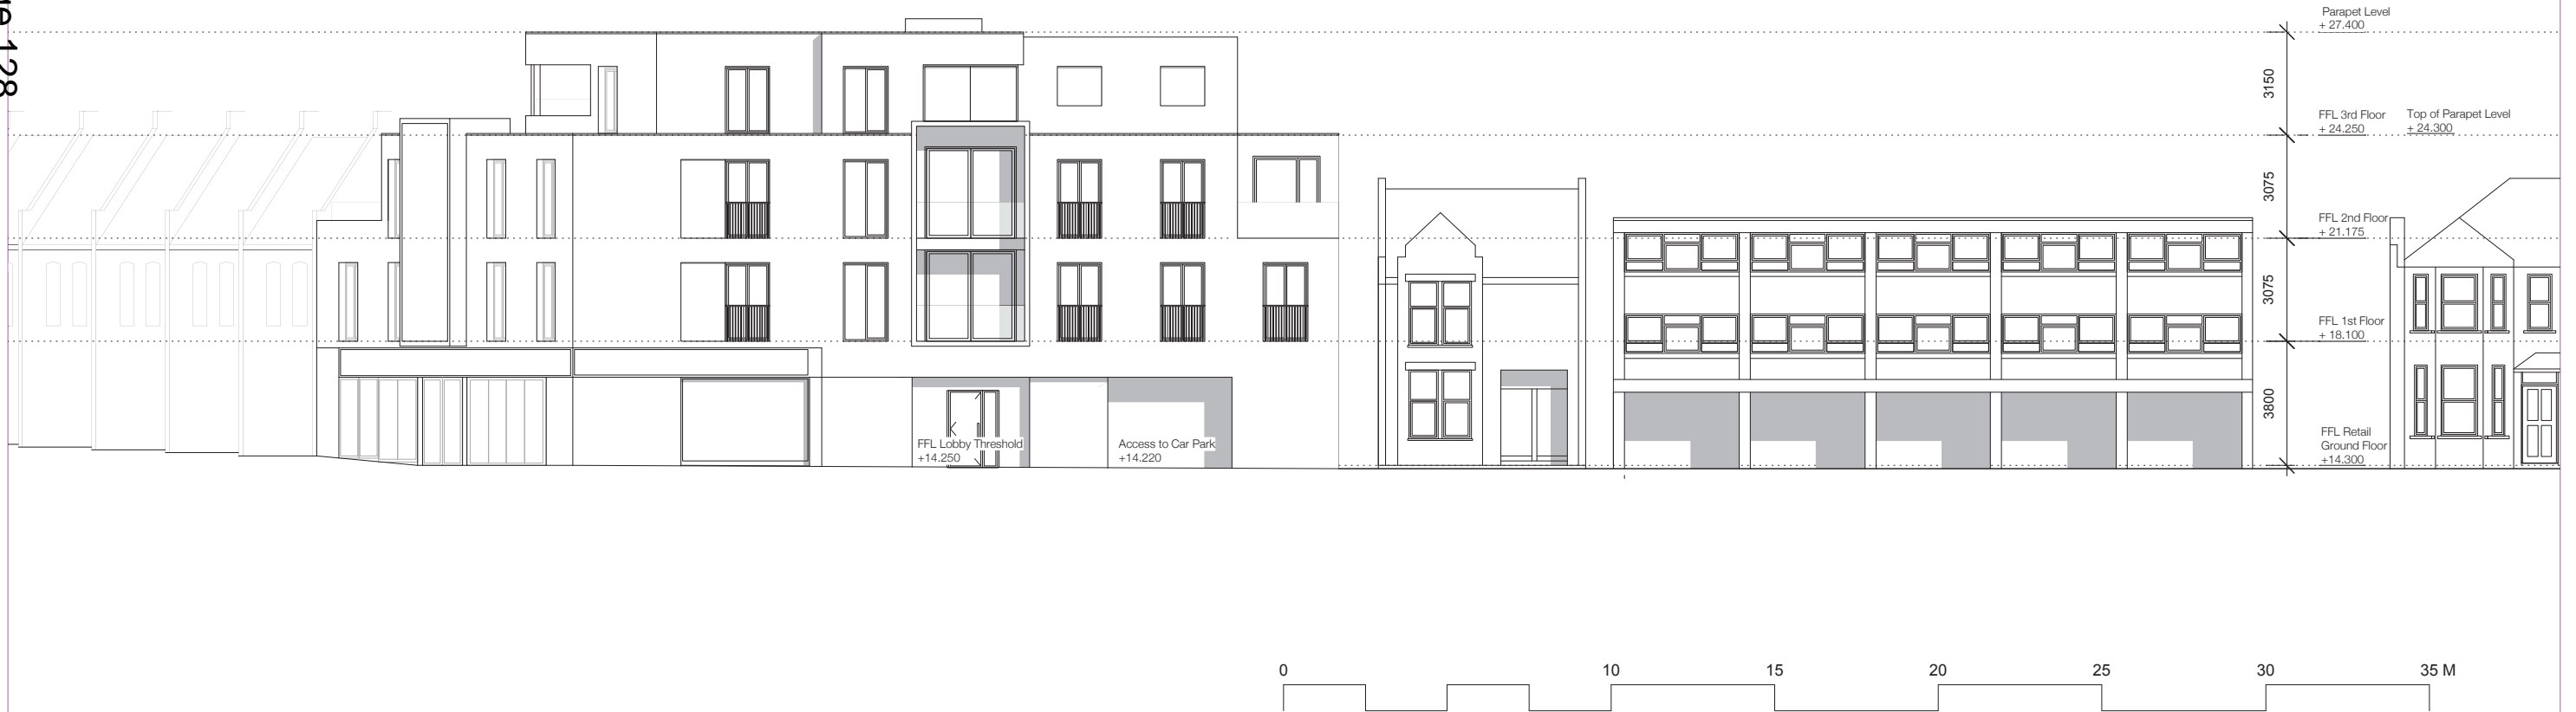 Page 128
Parapet Level
+ 27.400
3150
FFL 3rd Floor
+ 24.250
Top of Parapet Level
+ 24.300
3075
FFL 2nd Floor
+ 21.175
3075
FFL 1st Floor
+ 18.100
3800
FFL Retail
Ground Floor
+14.300
FFL Lobby Threshold
+14.250
Access to Car Park
+14.220
0
10
15
20
25
30
35 M